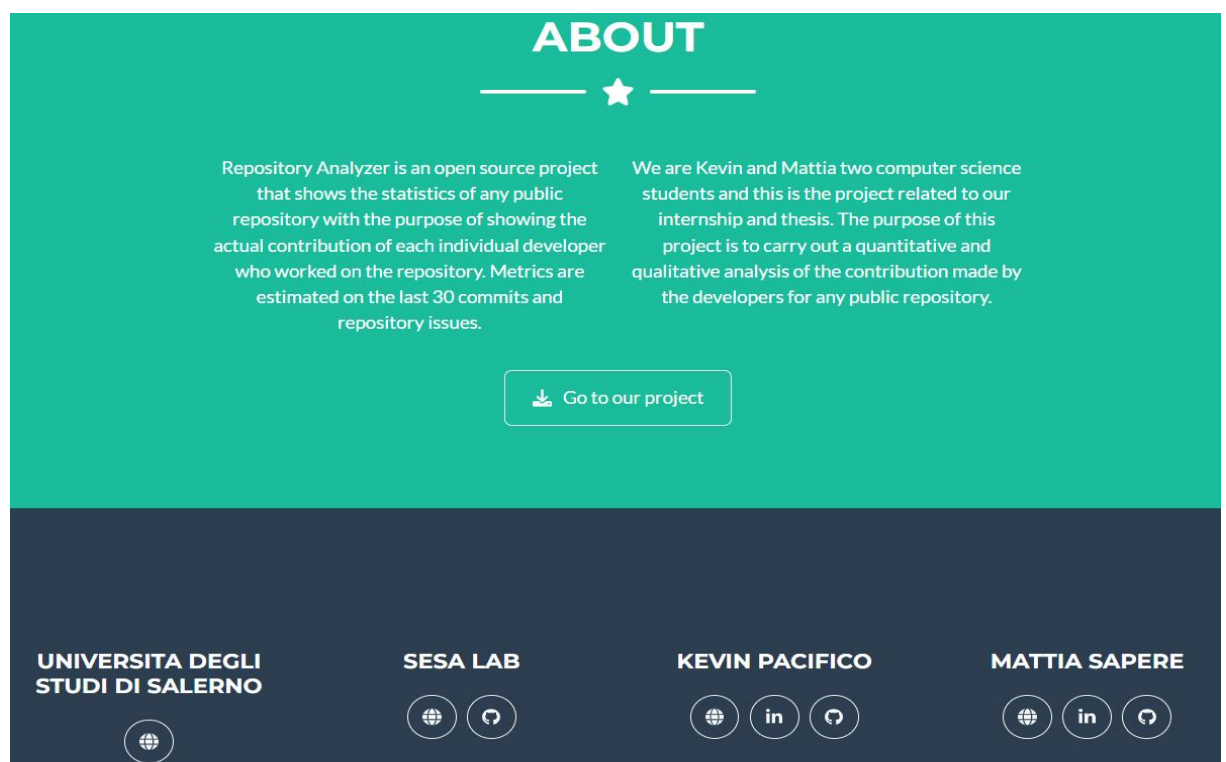 ABOUT
Repository Analyzer is an open source project
that shows the statistics of any public
repository with the purpose of showing the
actual contribution of each individual developer
who worked on the repository. Metrics are
estimated on the last 30 commits and
repository issues.
We are Kevin and Mattia two computer science
students and this is the project related to our
internship and thesis. The purpose of this
project is to carry out a quantitative and
qualitative analysis of the contribution made by
the developers for any public repository.
Go to our project
UNIVERSITA DEGLI
STUDI DI SALERNO
SESA LAB
in
KEVIN PACIFICO
in
MATTIA SAPERE